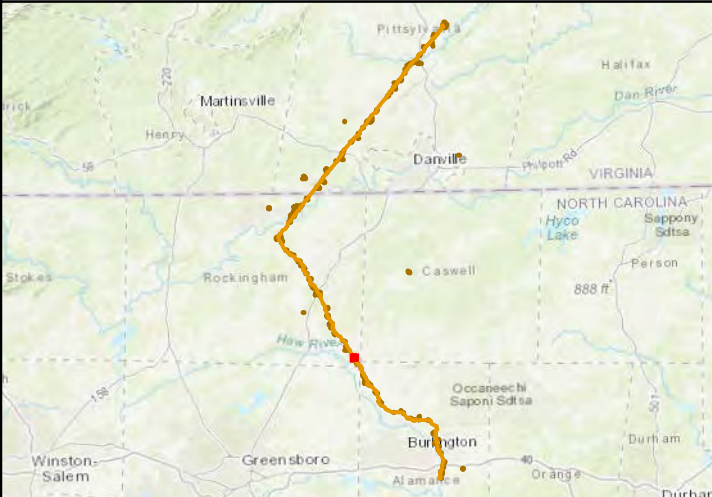 Pittsylvania
Halifax
220
Martinsville
Dan River
Henry
58
Danville
Philpott Rd
VIRGINIA
NORTH CAROLINA
Hyco
Lake
Sappony
Sdtsa
Stokes
Rockingham
Caswell
Person
888 ft
Haw River
Occaneechi
Saponi Sdtsa
158
501
Burlington
Durham
Winston-
Salem
Greensboro
40
Alamance
Orange